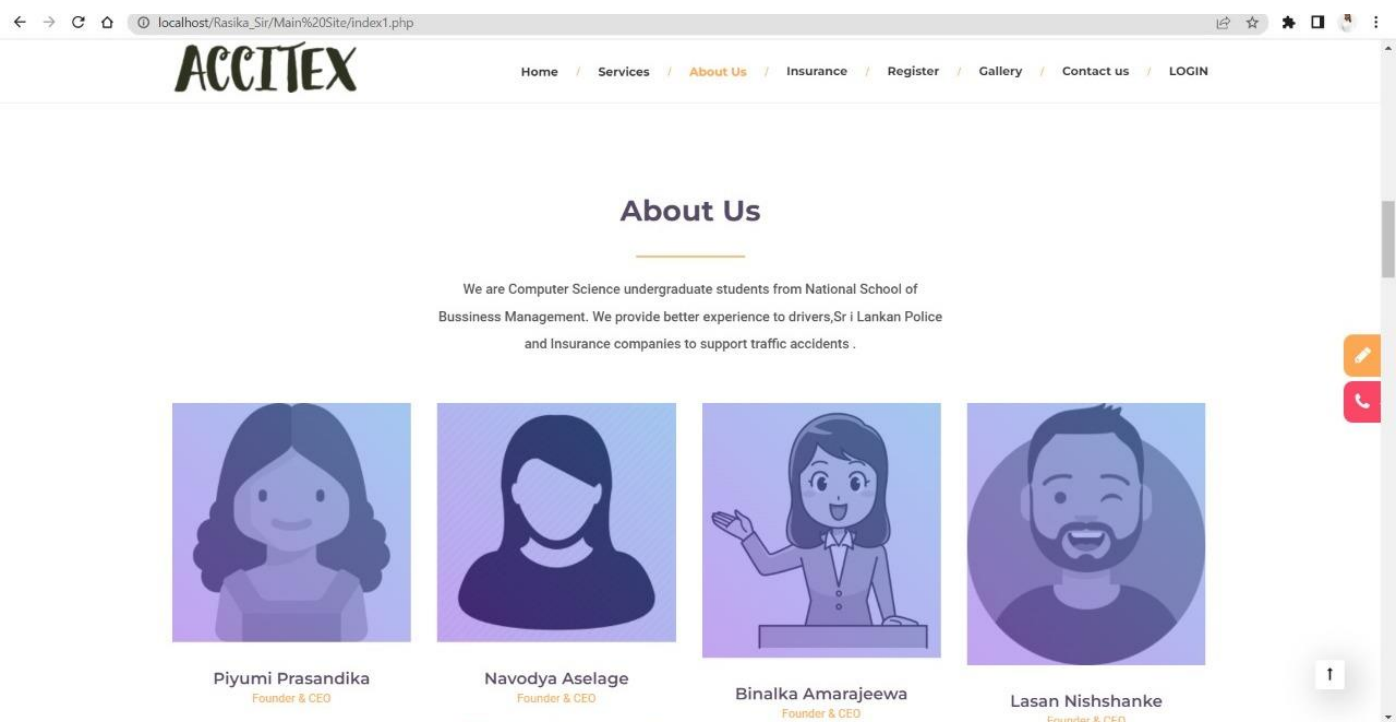 localhost/Rasika_Sir/Main%20Site/index1.php
ACCITEX
Home / Services / About Us / Insurance / Register / Gallery / Contact us / LOGIN
About Us
We are Computer Science undergraduate students from National School of
Bussiness Management. We provide better experience to drivers,Sr i Lankan Police
and Insurance companies to support traffic accidents .
Piyumi Prasandika
Founder & CEO
Navodya Aselage
Founder & CEO
Binalka Amarajeewa
Founder & CEO
Lasan Nishshanke
Founder & CEO